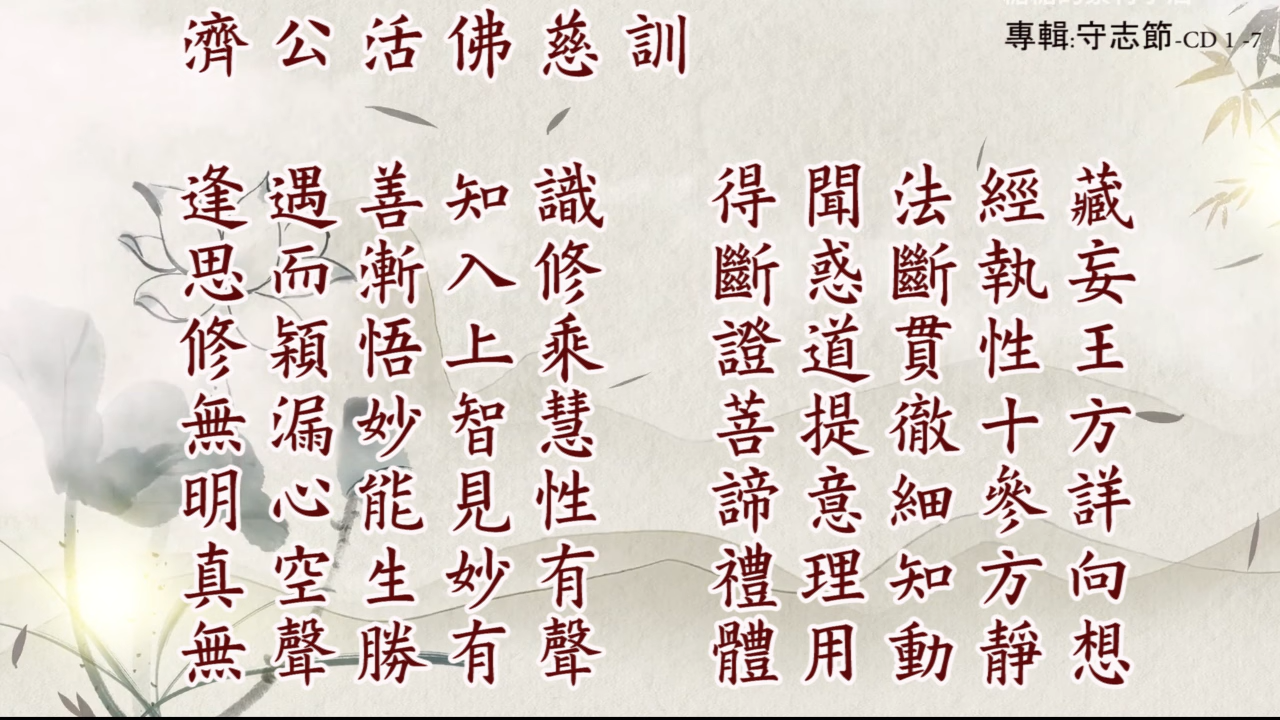 專輯:守志節-CD 1 -7
濟公活佛慈訓
逢遇善知識 得聞法經藏
思而漸入修 斷惑斷執妄
修穎悟上乘 證道貫性王
無漏妙智慧 菩提徹十方
明心能見性 諦意細參詳
真空生妙有 禮理知方向
無聲勝有聲 體用動靜想